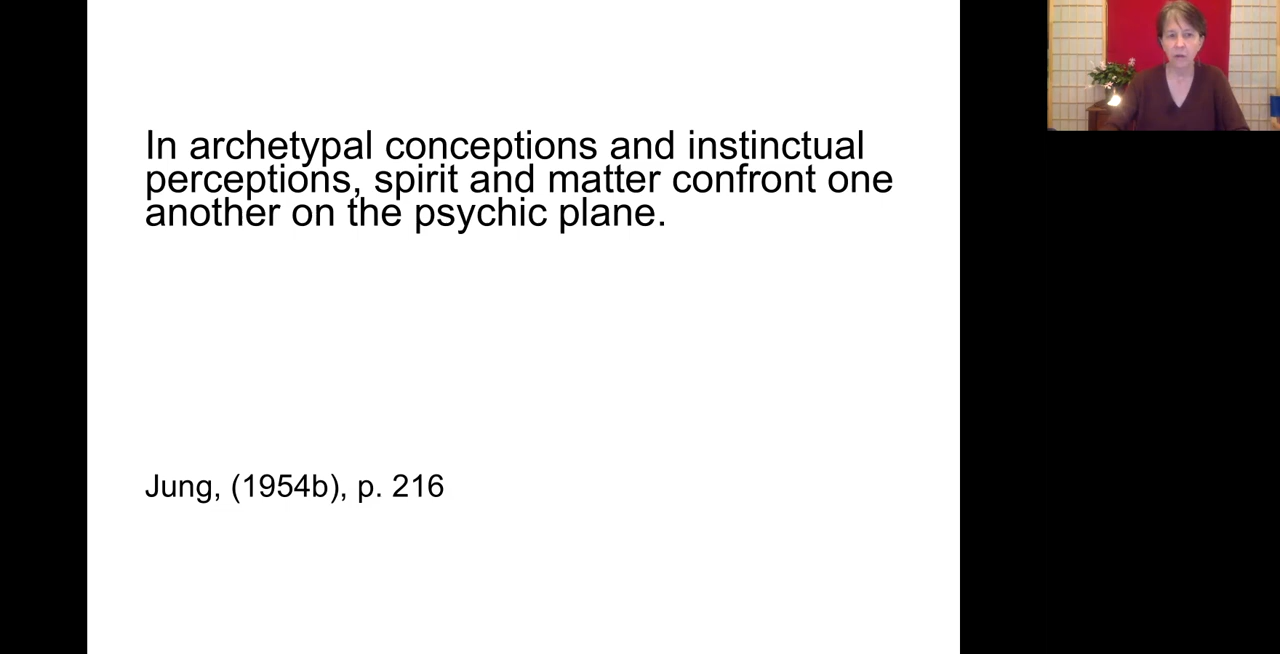 In archetypal conceptions and instinctual
perceptions, spirit and matter confront one
another on the psychic plane.
Jung, (1954b), p. 216